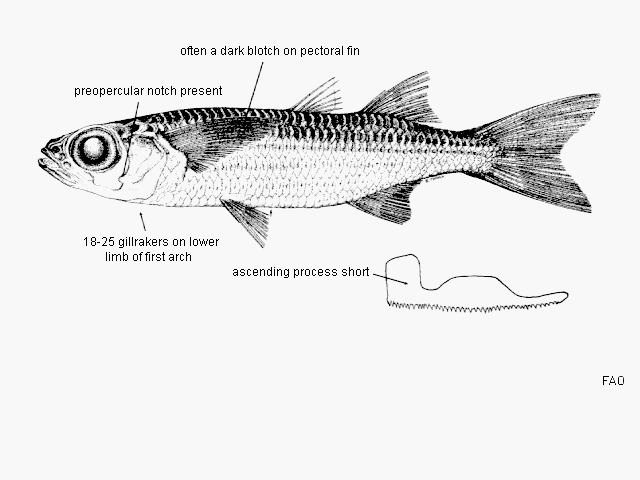 often a dark blotch on pectoral fin
preopercular notch present
18-25 gillrakers on lower
limb of first arch
ascending process short
FAO